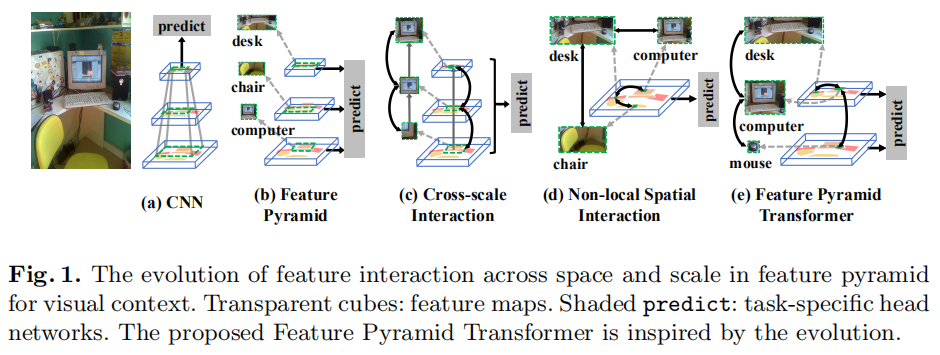 predict
desk
chair
computer
predict
predict
desk
computer
chair
predict
desk
computer
mouse
predict
(a) CNN
(b) Feature
Pyramid
(c) Cross-scale
Interaction
(d) Non-local Spatial
Interaction
(e) Feature Pyramid
Transformer
Fig. 1. The evolution of feature interaction across space and scale in feature pyramid
for visual context. Transparent cubes: feature maps. Shaded predict: task-specific head
networks. The proposed Feature Pyramid Transformer is inspired by the evolution.